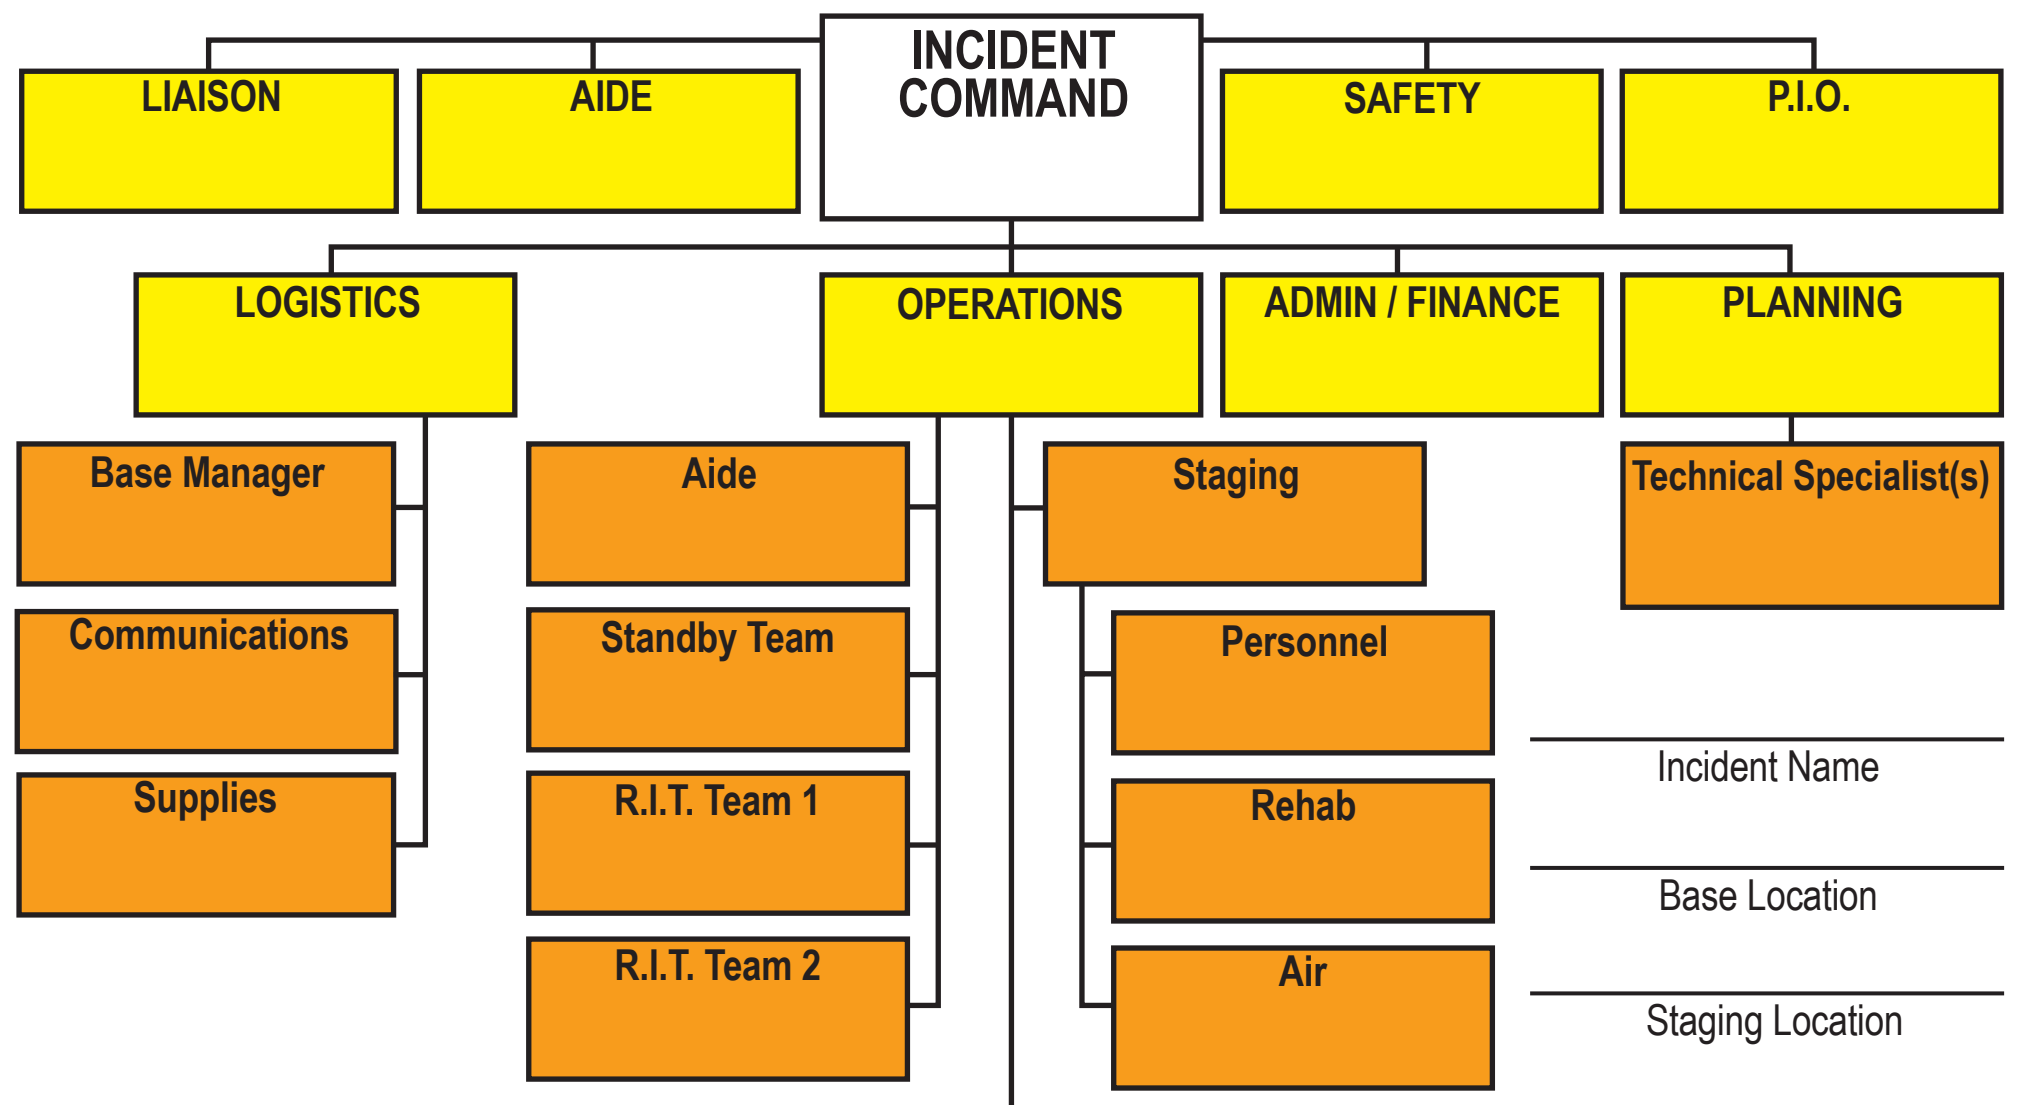 INCIDENT
COMMAND
LIAISON
AIDE
SAFETY
P.I.O.
LOGISTICS
OPERATIONS
ADMIN / FINANCE
PLANNING
Base Manager
Aide
Staging
Technical Specialist(s)
Communications
Standby Team
Personnel
Supplies
R.I.T. Team 1
Rehab
R.I.T. Team 2
Air
Incident Name
Base Location
Staging Location